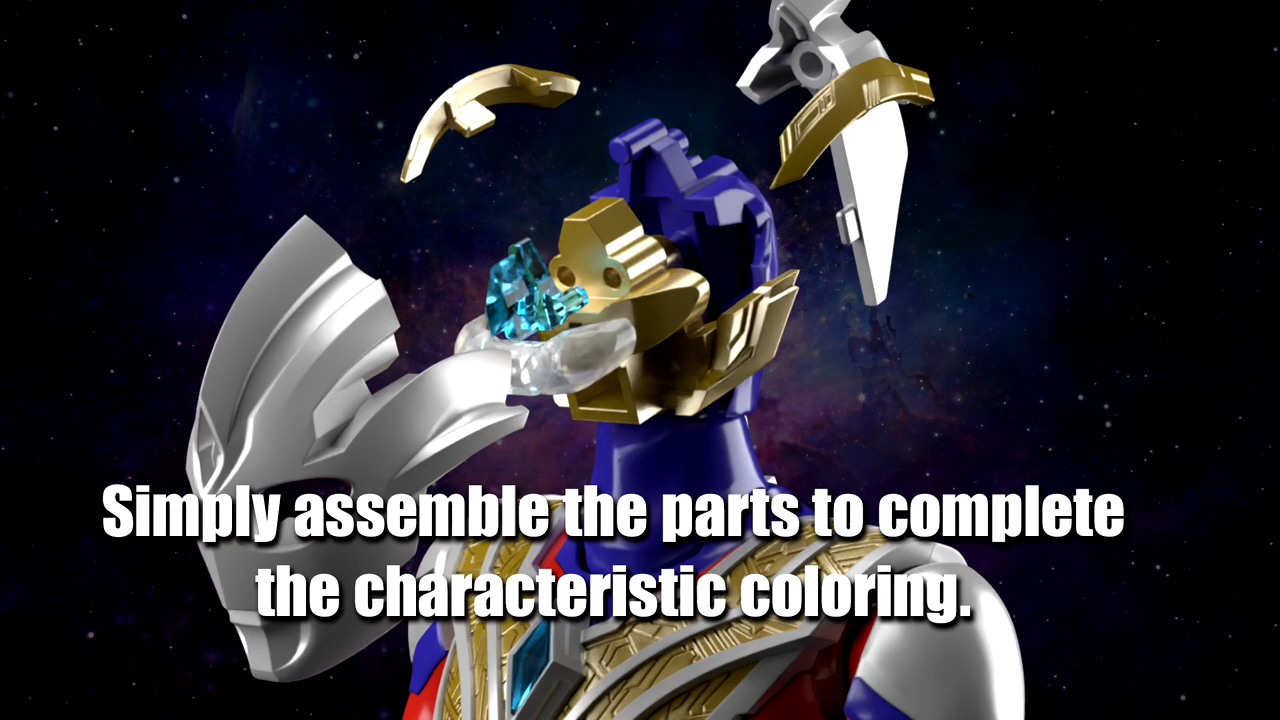 Simply assemble the parts to complete
the characteristic coloring.